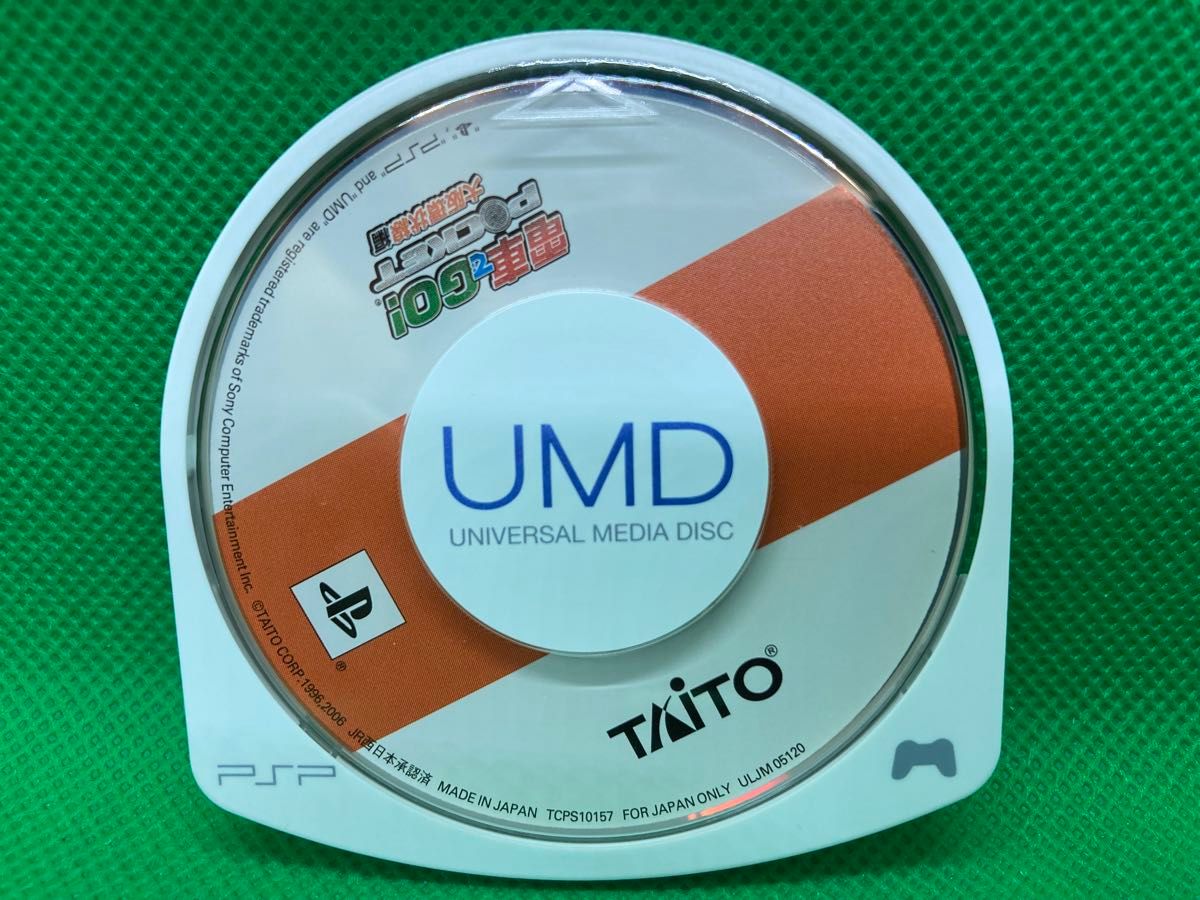 電車でGO!
POCKET
大阪環状線編
UMD
UNIVERSAL MEDIA DISC
TAITO®
PSP
" ", "PSP" and "UMD" are registered trademarks of Sony Computer Entertainment Inc. ©TAITO CORP.1996,2006 JR西日本承認済 MADE IN JAPAN TCPS10157 FOR JAPAN ONLY ULJM 05120
®